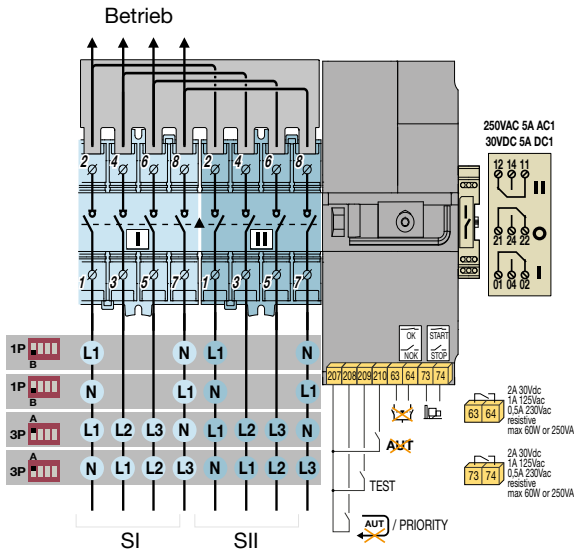 Betrieb
2 4 6 8 2 4 6 8
I II
1 3 5 7 1 3 5 7
250VAC 5A AC1
30VDC 5A DC1
12 14 11
II
21 24 22
O
01 04 02
I
OK
NOK
START
STOP
207 208 209 210 63 64 73 74
1P B L1 N L1 N
1P B N L1 N L1
3P A L1 L2 L3 N L1 L2 L3 N
3P A N L1 L2 L3 N L1 L2 L3
SI SII
AUT
TEST
AUT / PRIORITY
63 64
2A 30Vdc
1A 125Vac
0,5A 230Vac
resistive
max 60W or 250VA
73 74
2A 30Vdc
1A 125Vac
0,5A 230Vac
resistive
max 60W or 250VA